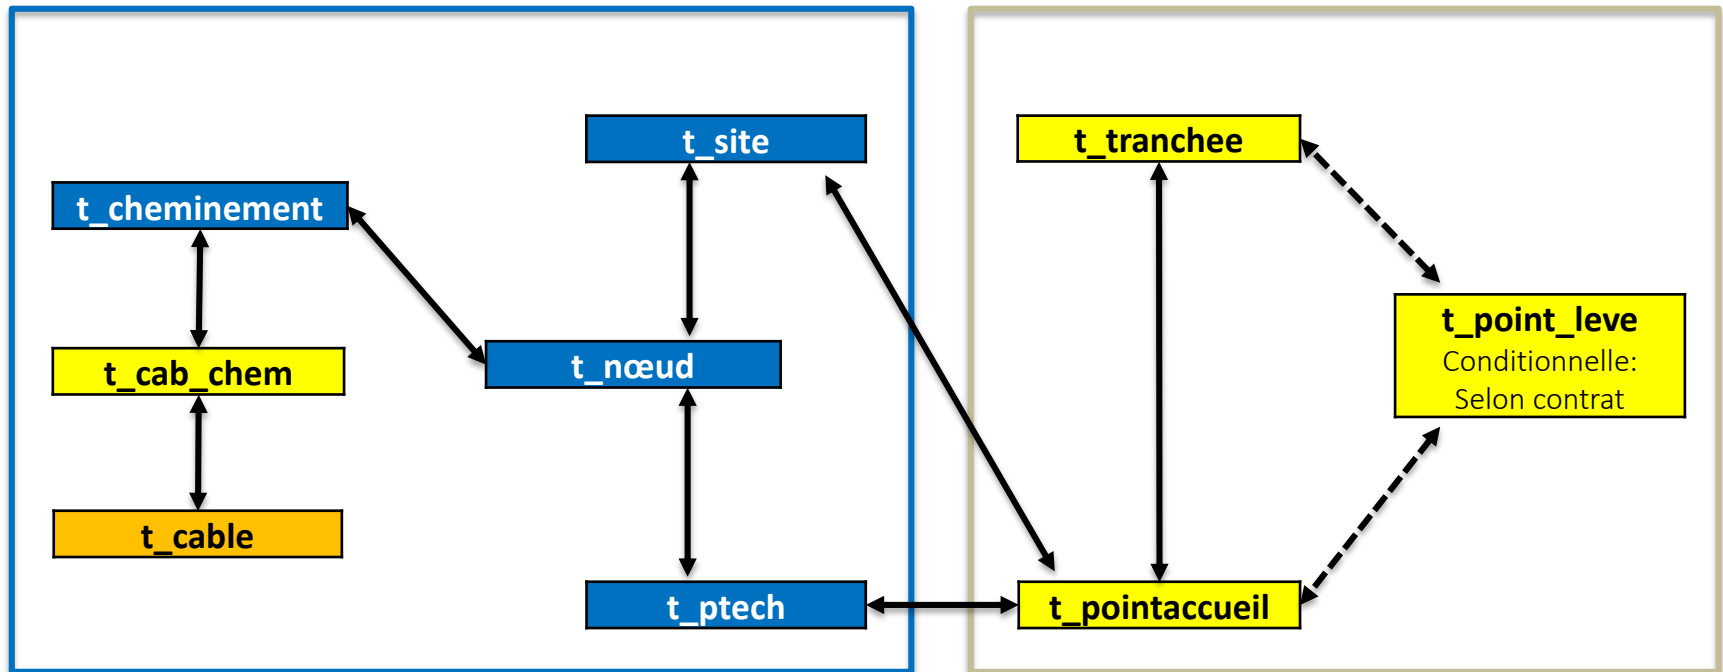 t_site
t_tranchee
t_cheminement
t_point_leve
Conditionnelle:
Selon contrat
t_cab_chem
t_nœud
t_cable
t_ptech
t_pointaccueil